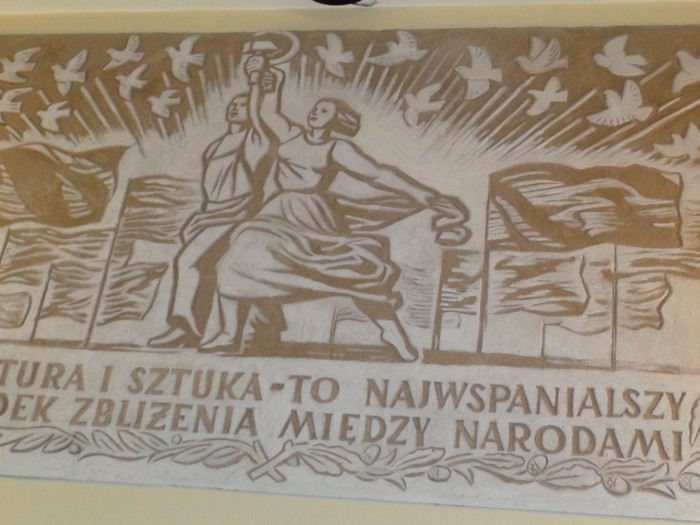 TURA I SZTUKA - TO NAJWSPANIALSZY
DEK ZBLIŻENIA MIĘDZY NARODAMI